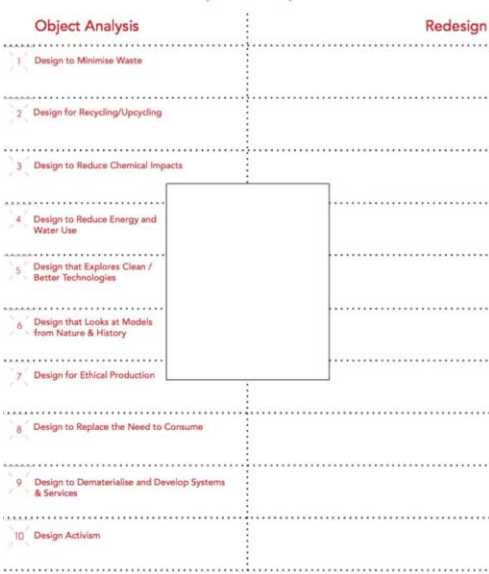 Object Analysis
Redesign
1 Design to Minimise Waste
2 Design for Recycling/Upcycling
3 Design to Reduce Chemical Impacts
4 Design to Reduce Energy and
Water Use
5 Design that Explores Clean /
Better Technologies
6 Design that Looks at Models
from Nature & History
7 Design for Ethical Production
8 Design to Replace the Need to Consume
9 Design to Dematerialise and Develop Systems
& Services
10 Design Activism